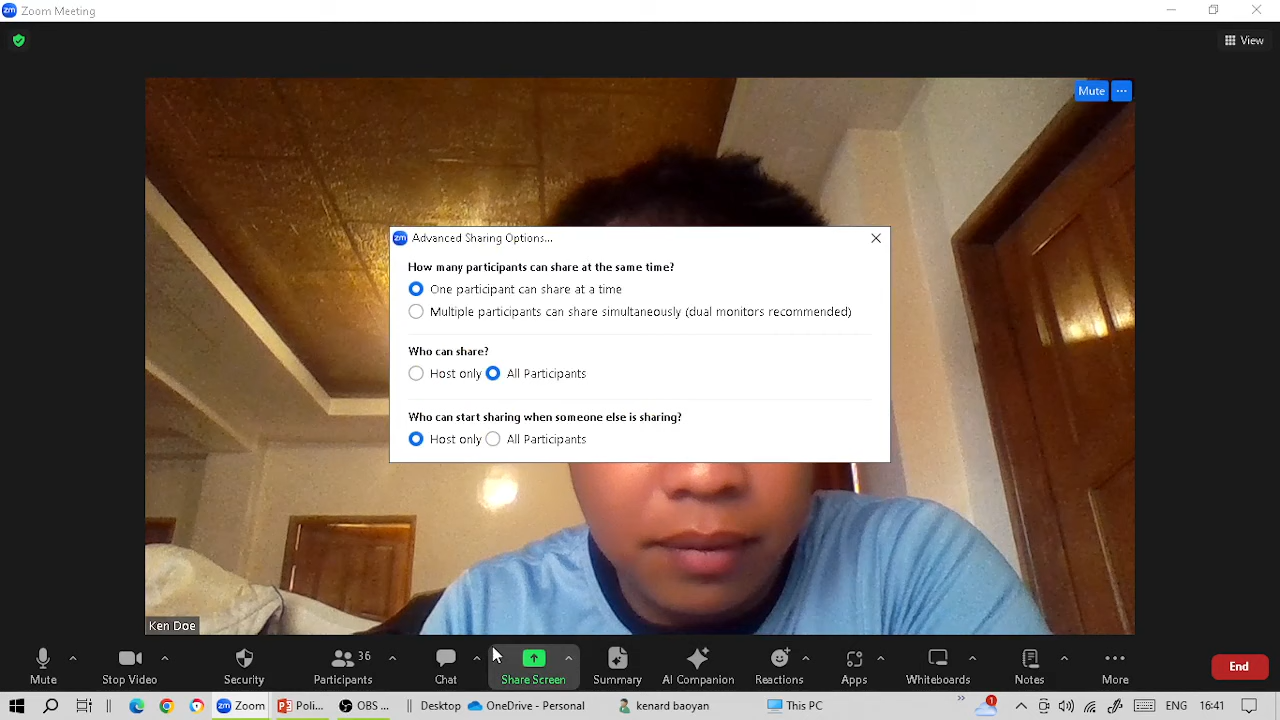 zm Zoom Meeting
View
Mute ...
zm Advanced Sharing Options...
How many participants can share at the same time?
One participant can share at a time
Multiple participants can share simultaneously (dual monitors recommended)
Who can share?
Host only All Participants
Who can start sharing when someone else is sharing?
Host only All Participants
Ken Doe
36
Mute Stop Video Security Participants Chat Share Screen Summary AI Companion Reactions Apps Whiteboards Notes More End
zm Zoom Poli... OBS ... Desktop OneDrive - Personal kenard baoyan This PC » 1 ENG 16:41